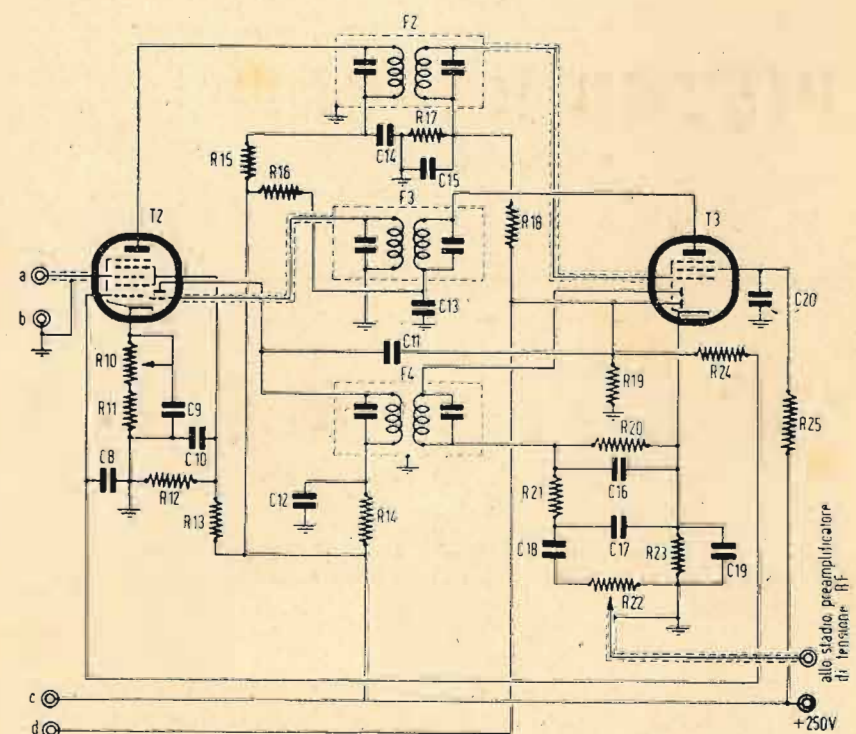 F2
R17
C14
C15
R15
R16
F3
R18
T2
T3
a
b
C13
C20
C11
R10
F4
R24
R19
R11
C9
R25
R20
C8
C10
C16
R12
C12
R21
R13
R14
C18
C17
R23
C19
R22
allo stadio preamplificatore
di tensione BF
c
+250V
d